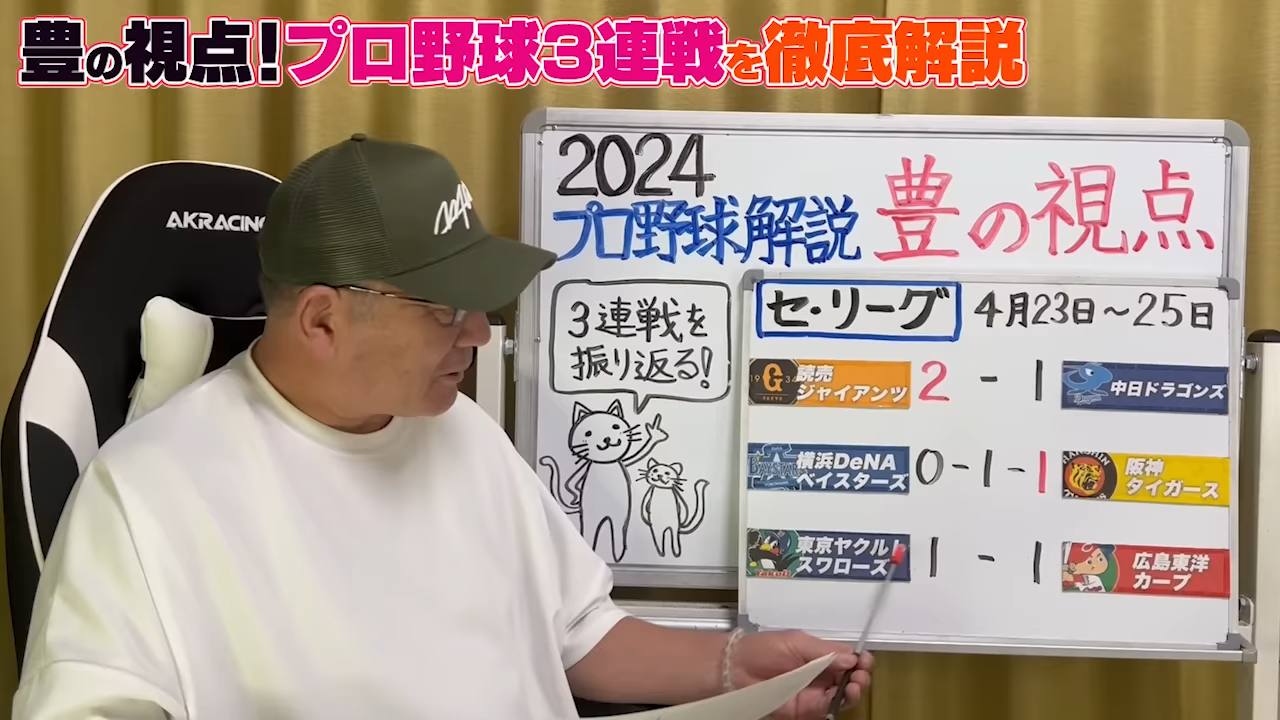 豊の視点!プロ野球3連戦を徹底解説
AKRACING
2024
プロ野球解説 豊の視点
3連戦を
振り返る!
セ・リーグ 4月23日~25日
読売
ジャイアンツ 2 - 1 中日ドラゴンズ
横浜DeNA
ベイスターズ 0-1-1 阪神
タイガース
東京ヤクルト
スワローズ 1 - 1 広島東洋
カープ